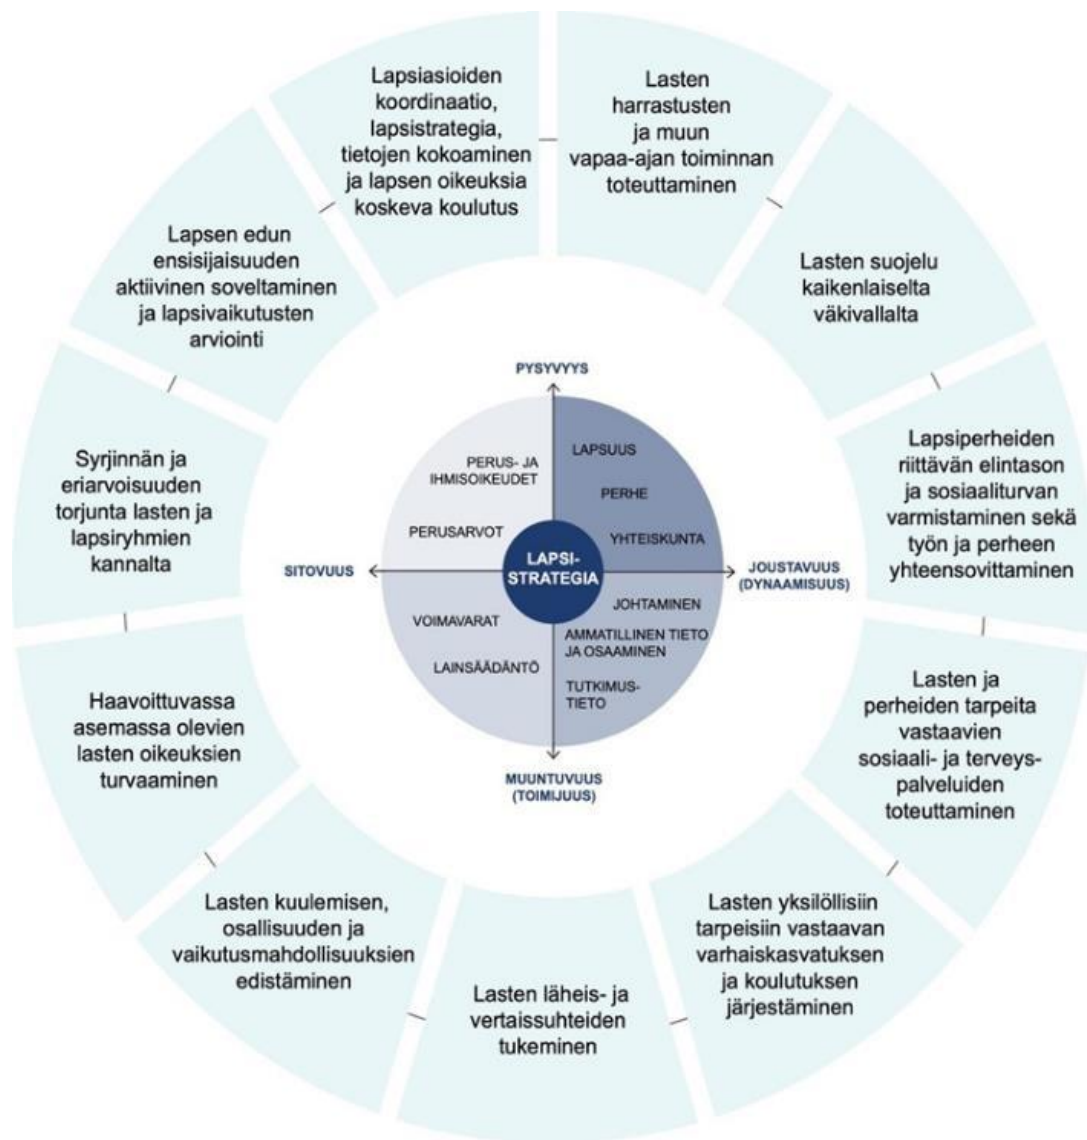 Lapsiasioiden
koordinaatio,
lapsistrategia,
tietojen kokoaminen
ja lapsen oikeuksia
koskeva koulutus
Lasten
harrastusten
ja muun
vapaa-ajan toiminnan
toteuttaminen
Lasten suojelu
kaikenlaiselta
väkivallalta
Lapsiperheiden
riittävän elintason
ja sosiaaliturvan
varmistaminen sekä
työn ja perheen
yhteensovittaminen
Lasten ja
perheiden tarpeita
vastaavien
sosiaali- ja terveys-
palveluiden
toteuttaminen
Lasten yksilöllisiin
tarpeisiin vastaavan
varhaiskasvatuksen
ja koulutuksen
järjestäminen
Lasten läheis- ja
vertaissuhteiden
tukeminen
Lasten kuulemisen,
osallisuuden ja
vaikutusmahdollisuuksien
edistäminen
Haavoittuvassa
asemassa olevien
lasten oikeuksien
turvaaminen
Syrjinnän ja
eriarvoisuuden
torjunta lasten ja
lapsiryhmien
kannalta
Lapsen edun
ensisijaisuuden
aktiivinen soveltaminen
ja lapsivaikutusten
arviointi
PYSYVYYS
PERUS- JA
IHMISOIKEUDET
PERUSARVOT
LAPSUUS
PERHE
YHTEISKUNTA
SITOVUUS
LAPSI-
STRATEGIA
JOUSTAVUUS
(DYNAAMISUUS)
VOIMAVARAT
LAINSÄÄDÄNTÖ
JOHTAMINEN
AMMATILLINEN TIETO
JA OSAAMINEN
TUTKIMUS-
TIETO
MUUNTUVUUS
(TOIMIJUUS)